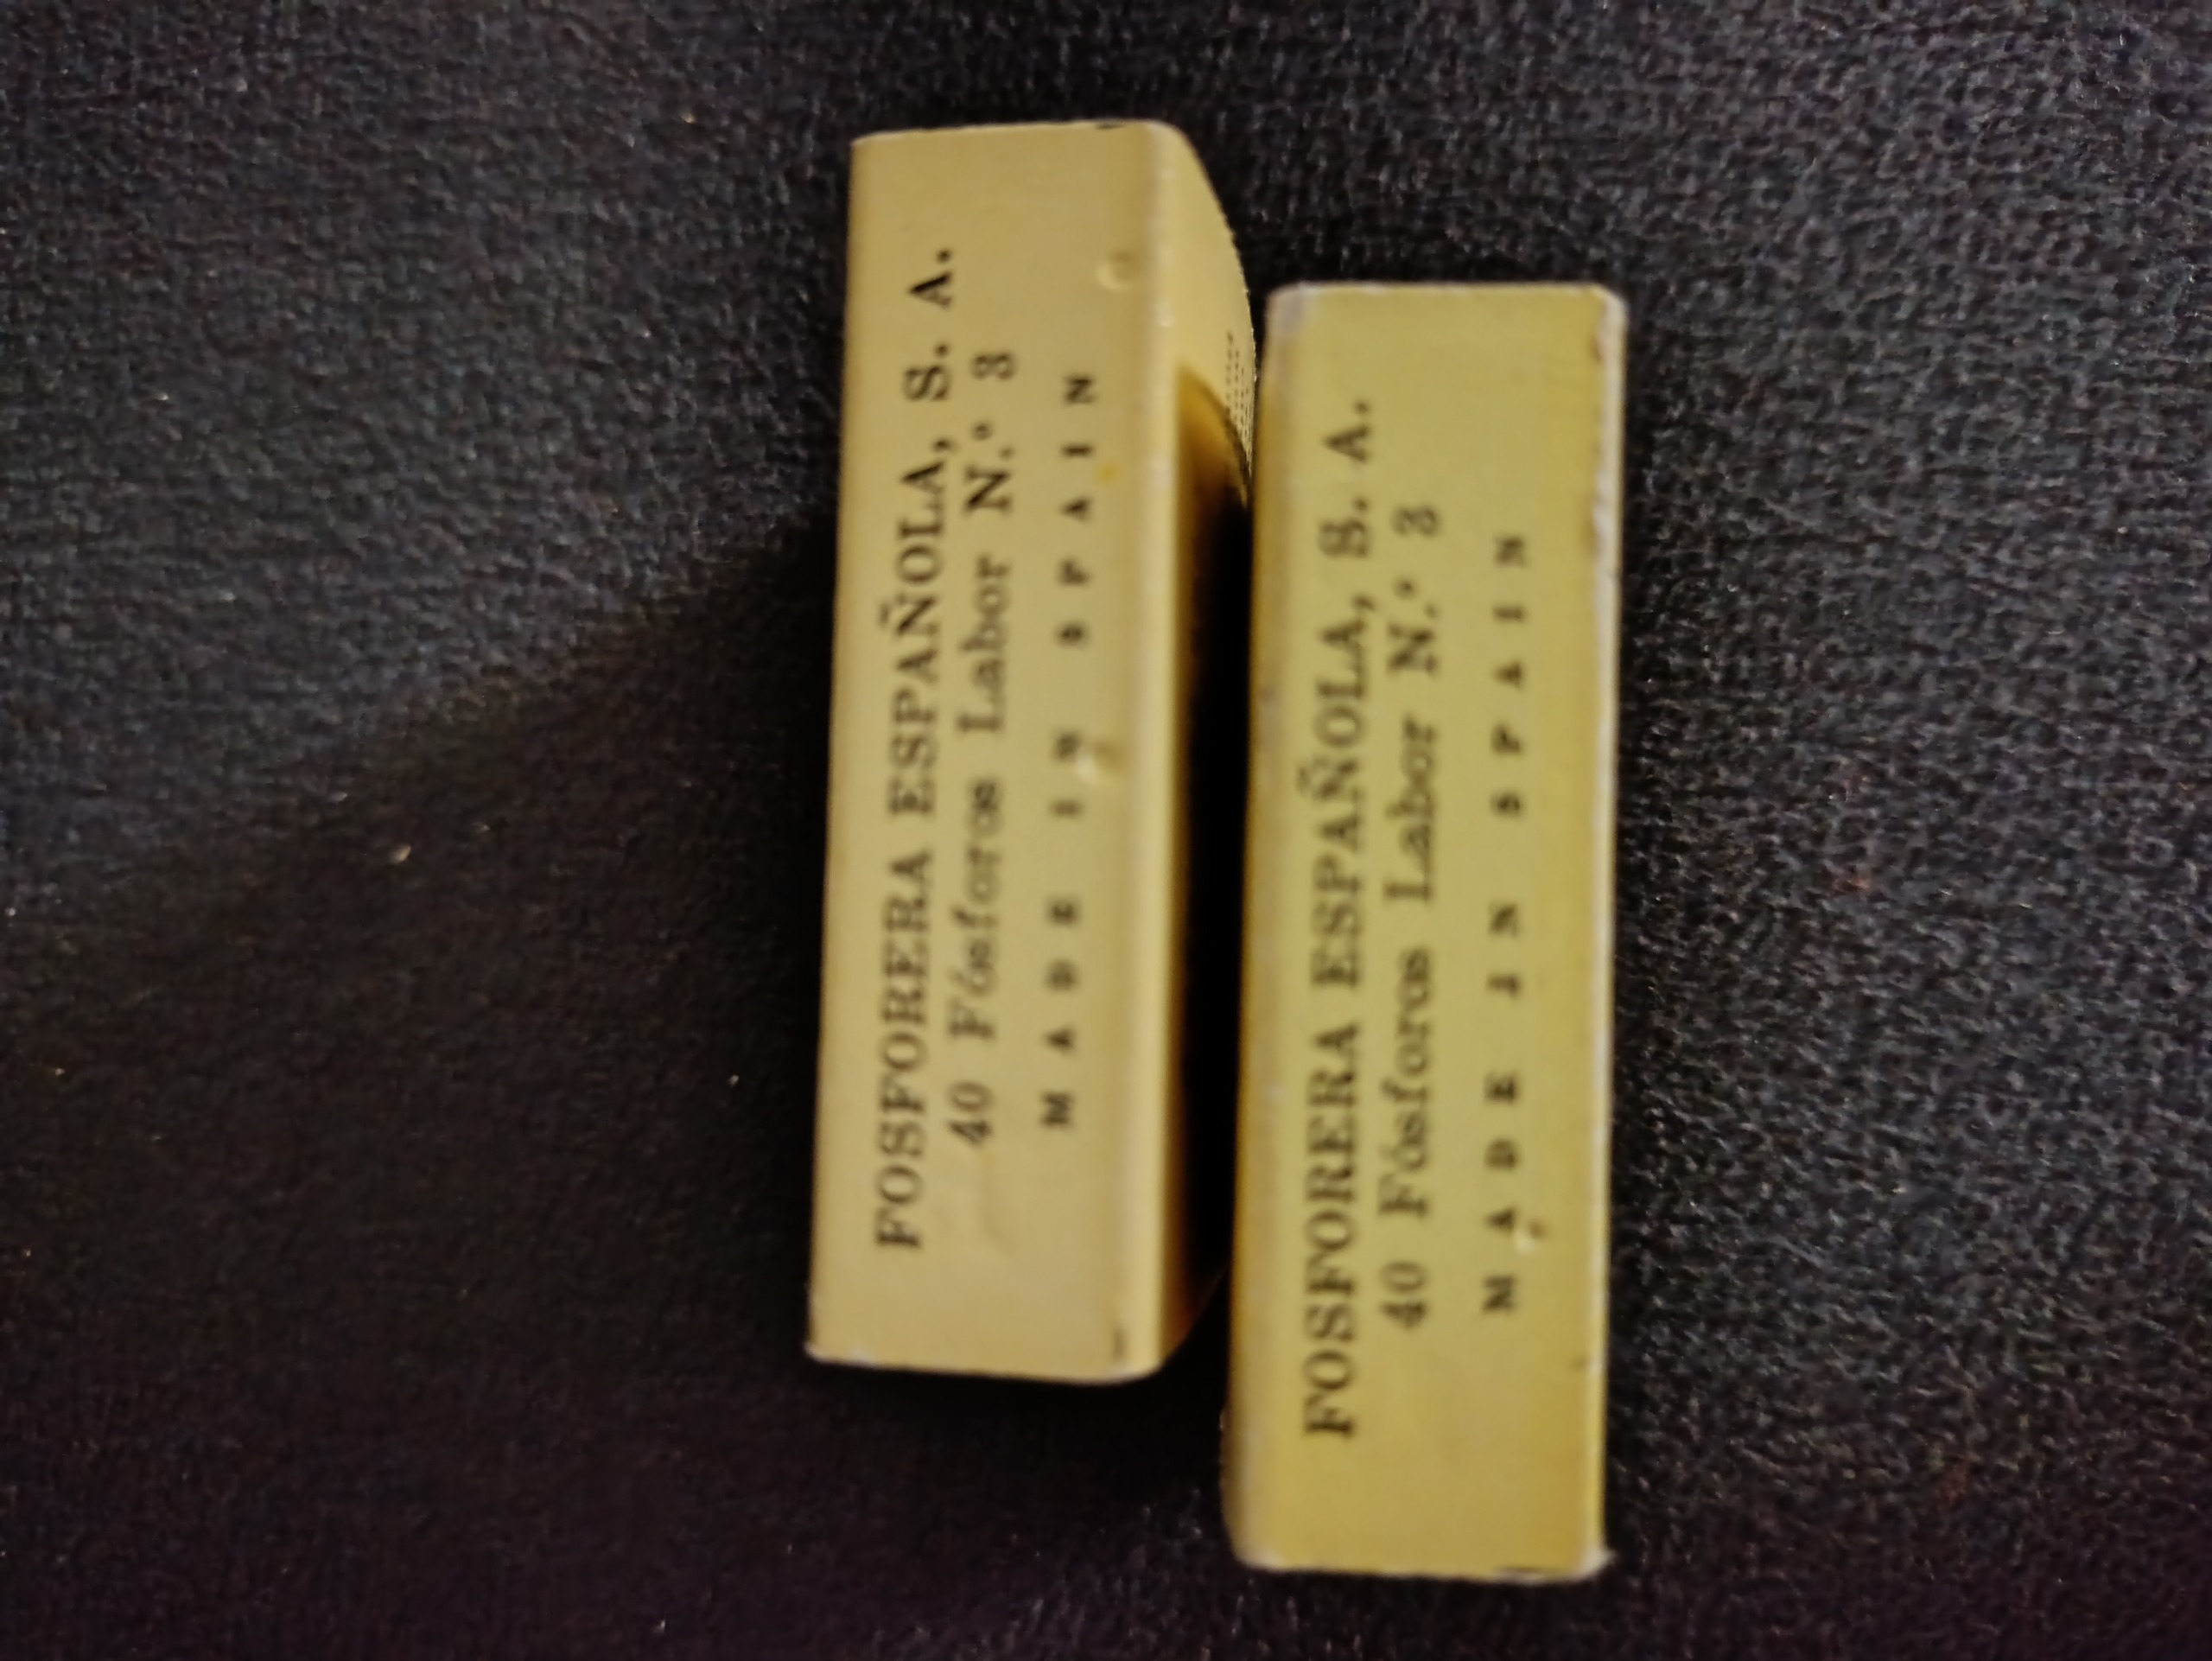 FOSFORERA ESPAÑOLA, S. A.
40 Fósforos Labor N.º 3
MADE IN SPAIN
FOSFORERA ESPAÑOLA, S. A.
40 Fósforos Labor N.º 3
MADE IN SPAIN